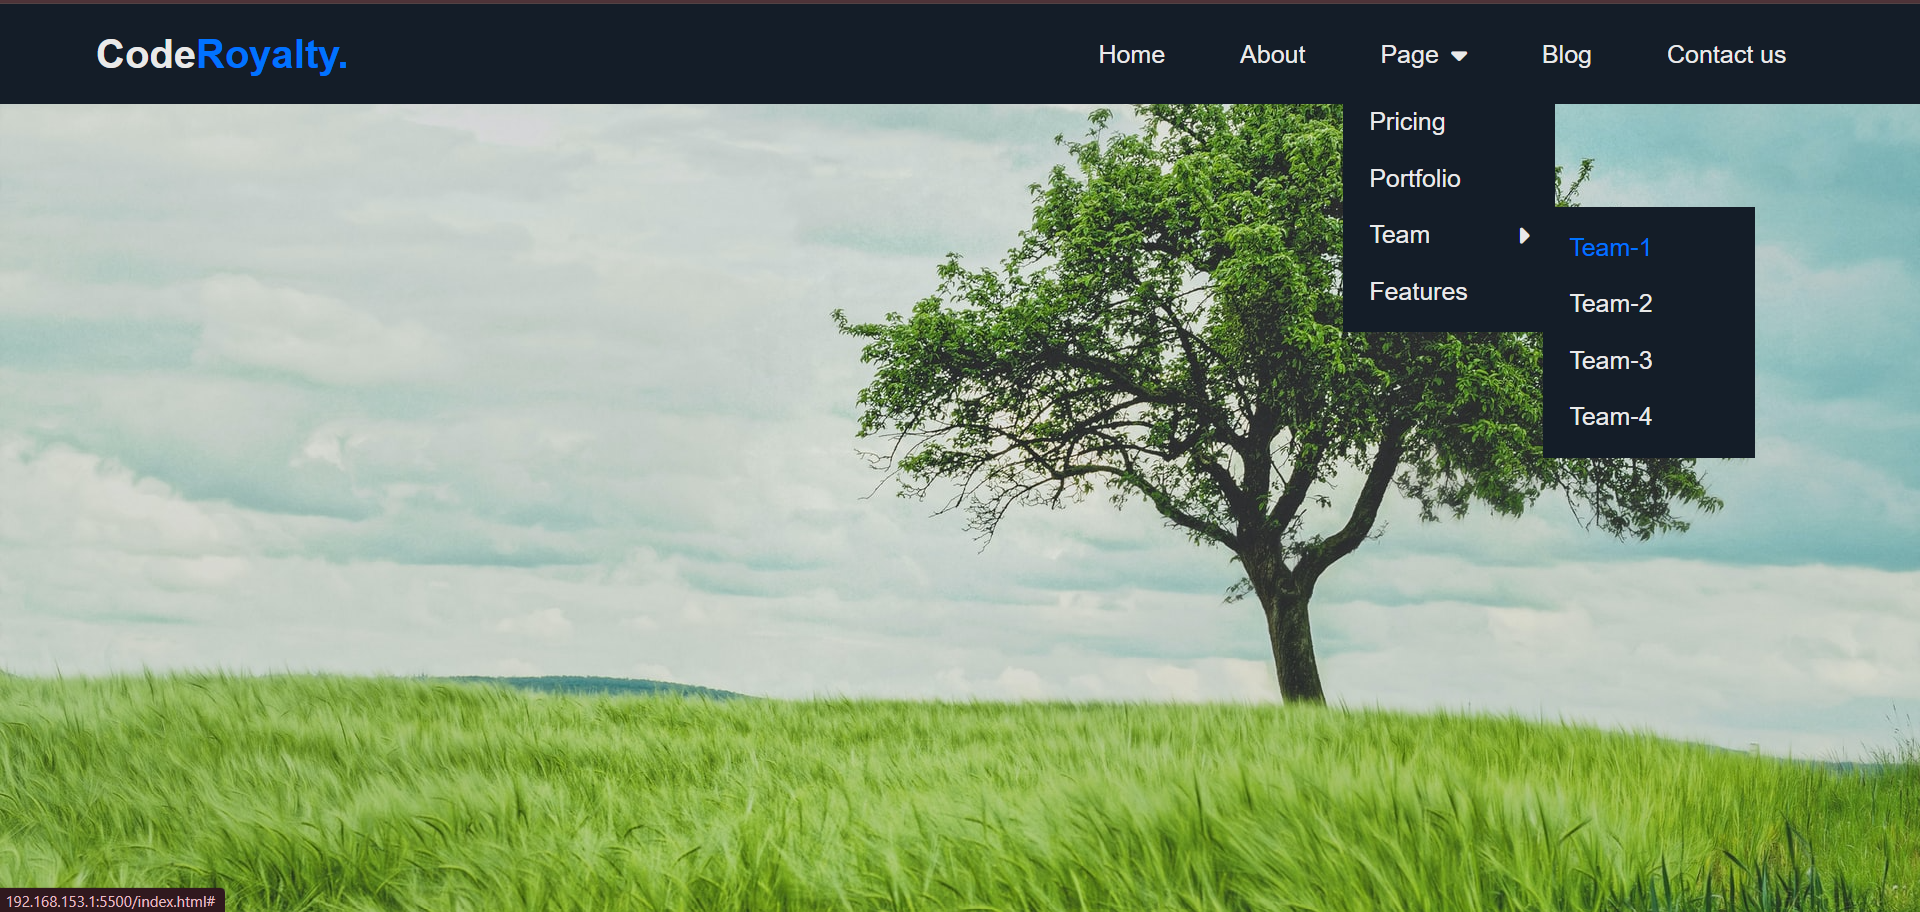 CodeRoyalty.
Home About Page Blog Contact us
Pricing
Portfolio
Team
Features
Team-1
Team-2
Team-3
Team-4
192.168.153.1:5500/index.html#